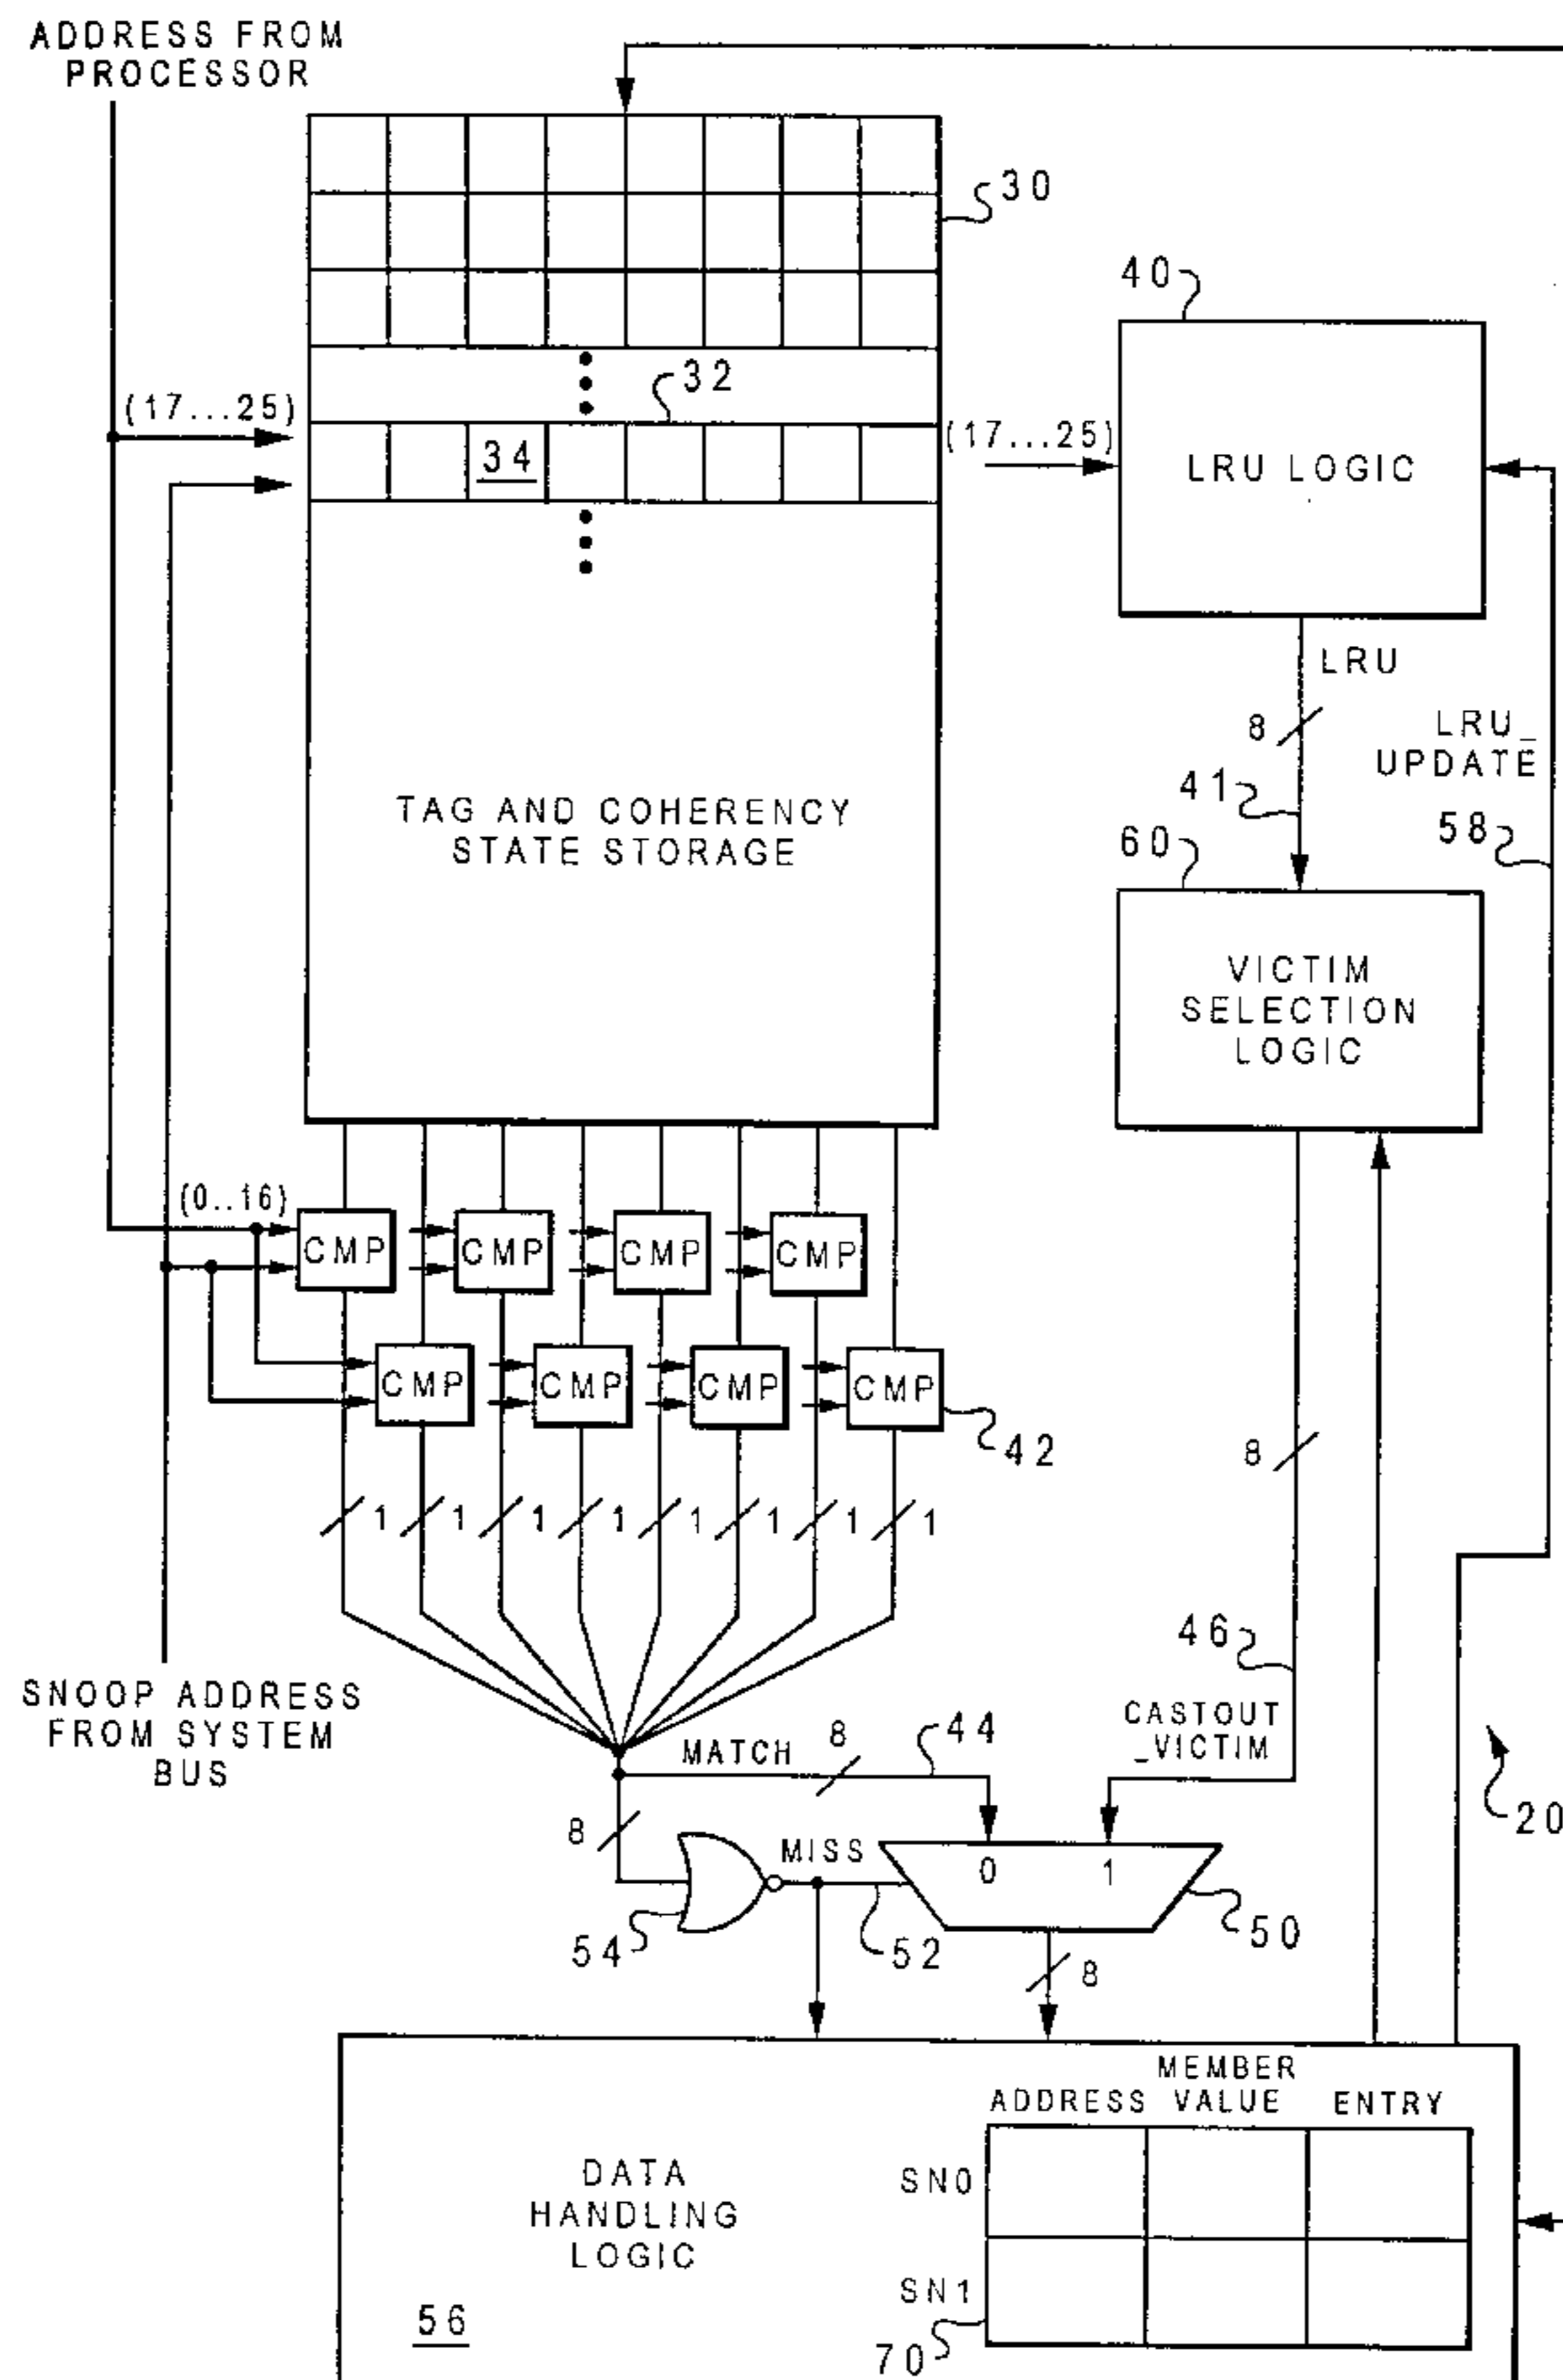 ADDRESS FROM
PROCESSOR
30
40
32
(17...25)
34
(17...25)
LRU LOGIC
LRU
8
LRU_
UPDATE
41
58
TAG AND COHERENCY
STATE STORAGE
60
VICTIM
SELECTION
LOGIC
(0..16)
CMP
CMP
CMP
CMP
CMP
CMP
CMP
CMP
42
8
1
1
1
1
1
1
1
1
46
SNOOP ADDRESS
FROM SYSTEM
BUS
CASTOUT
_VICTIM
MATCH
8
44
20
8
MISS
0
1
54
52
50
8
MEMBER
ADDRESS VALUE ENTRY
DATA
HANDLING
LOGIC
SN0
SN1
56
70